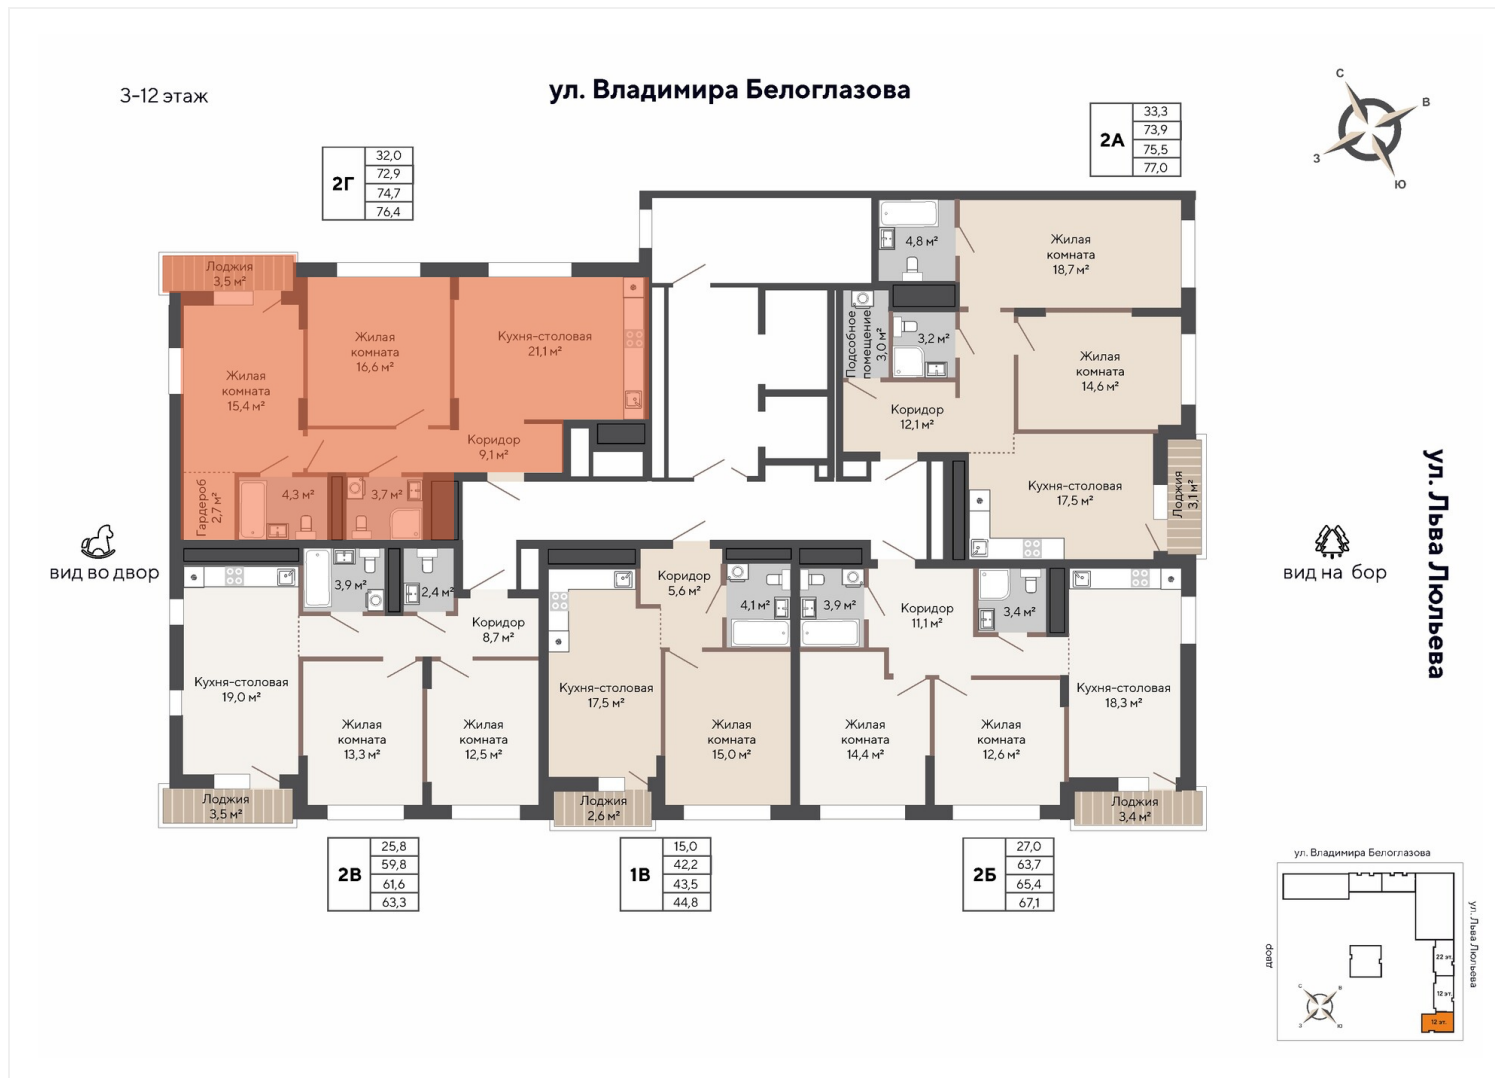 3-12 этаж
ул. Владимира Белоглазова
С
В
З
Ю
2Г
32,0
72,9
74,7
76,4
2А
33,3
73,9
75,5
77,0
Лоджия
3,5 м²
Жилая
комната
16,6 м²
Кухня-столовая
21,1 м²
Жилая
комната
15,4 м²
Коридор
9,1 м²
Гардероб
2,7 м²
4,3 м²
3,7 м²
4,8 м²
Жилая
комната
18,7 м²
Подсобное
помещение
3,0 м²
3,2 м²
Жилая
комната
14,6 м²
Коридор
12,1 м²
Кухня-столовая
17,5 м²
Лоджия
3,1 м²
вид во двор
вид на бор
ул. Льва Люльева
3,9 м²
2,4 м²
Коридор
8,7 м²
Кухня-столовая
19,0 м²
Жилая
комната
13,3 м²
Жилая
комната
12,5 м²
Лоджия
3,5 м²
Коридор
5,6 м²
4,1 м²
Кухня-столовая
17,5 м²
Жилая
комната
15,0 м²
Лоджия
2,6 м²
3,9 м²
Коридор
11,1 м²
3,4 м²
Кухня-столовая
18,3 м²
Жилая
комната
14,4 м²
Жилая
комната
12,6 м²
Лоджия
3,4 м²
2В
25,8
59,8
61,6
63,3
1В
15,0
42,2
43,5
44,8
2Б
27,0
63,7
65,4
67,1
ул. Владимира Белоглазова
ул. Льва Люльева
двор
22 эт.
12 эт.
12 эт.
С
В
З
Ю